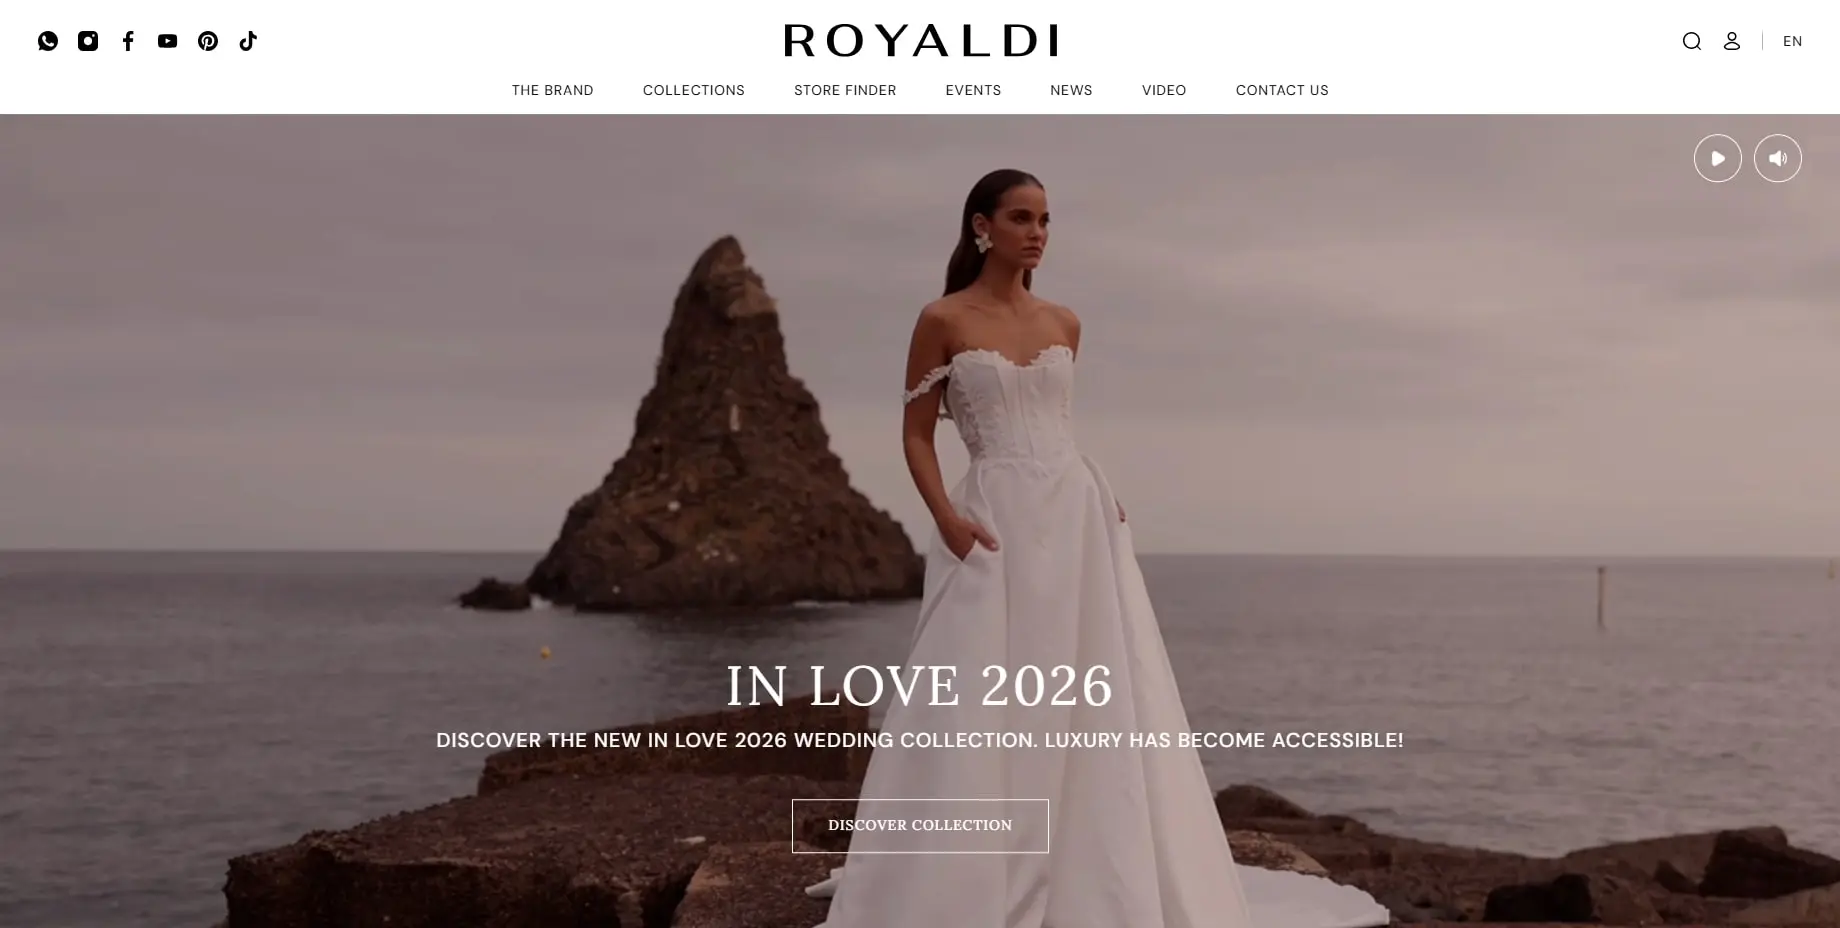 ROYALDI
EN
THE BRAND
COLLECTIONS
STORE FINDER
EVENTS
NEWS
VIDEO
CONTACT US
IN LOVE 2026
DISCOVER THE NEW IN LOVE 2026 WEDDING COLLECTION. LUXURY HAS BECOME ACCESSIBLE!
DISCOVER COLLECTION